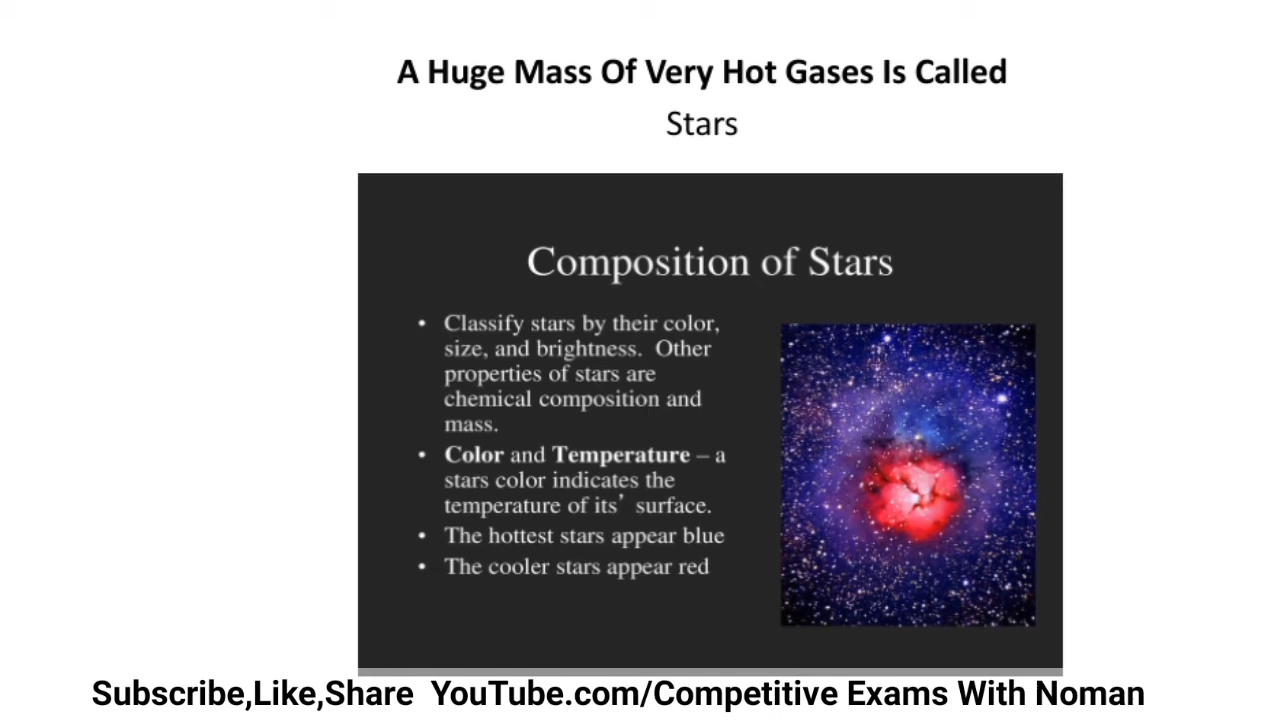 A Huge Mass Of Very Hot Gases Is Called
Stars
Composition of Stars
• Classify stars by their color,
size, and brightness.  Other
properties of stars are
chemical composition and
mass.
• Color and Temperature – a
stars color indicates the
temperature of its’ surface.
• The hottest stars appear blue
• The cooler stars appear red
Subscribe,Like,Share  YouTube.com/Competitive Exams With Noman